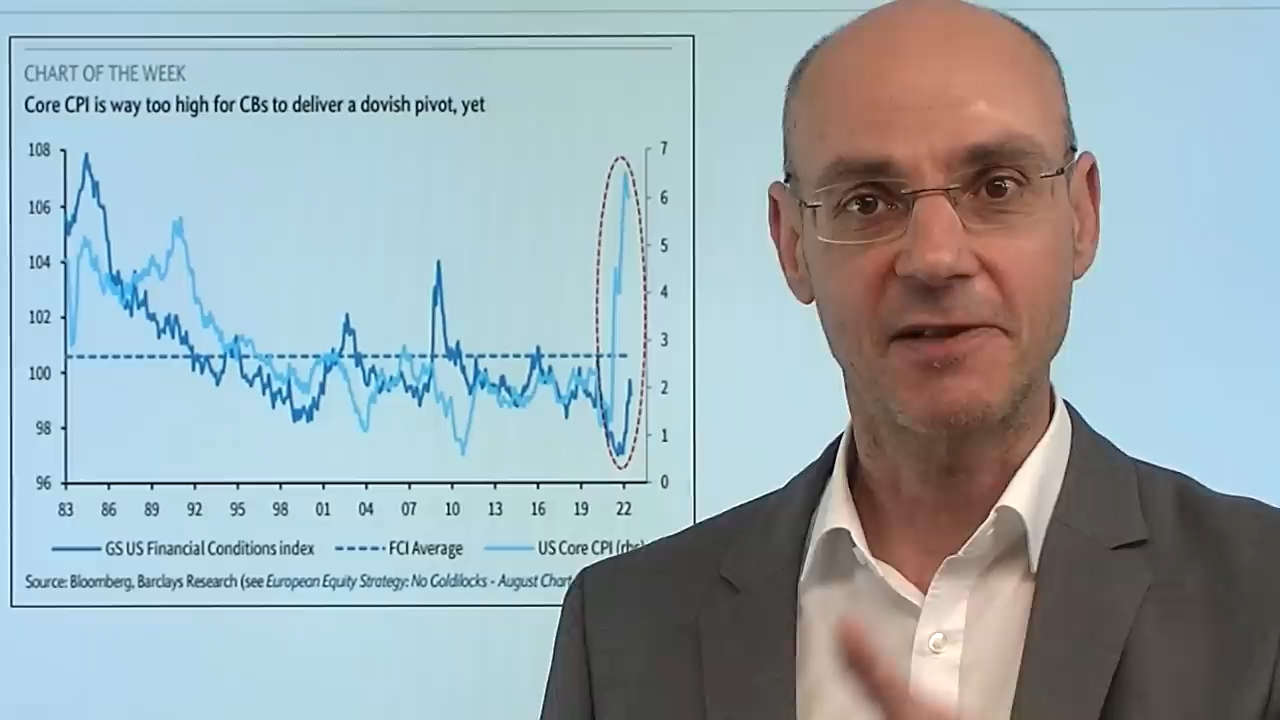 CHART OF THE WEEK
Core CPI is way too high for CBs to deliver a dovish pivot, yet
108 7
106 6
104 5
102 4
100 3
98 2
96 1
0
83 86 89 92 95 98 01 04 07 10 13 16 19 22
GS US Financial Conditions index FCI Average US Core CPI (rhs)
Source: Bloomberg, Barclays Research (see European Equity Strategy: No Goldilocks - August Chart